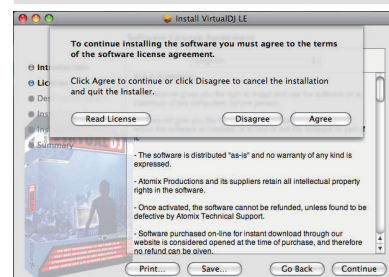 Install VirtualDJ LE
To continue installing the software you must agree to the terms
of the software license agreement.
Click Agree to continue or click Disagree to cancel the installation
and quit the Installer.
Read License
Disagree
Agree
Summary
- The software is distributed "as-is" and no warranty of any kind is
expressed.
- Atomix Productions and its suppliers retain all intellectual property
rights in the software.
- Once activated, the software cannot be refunded, unless found to be
defective by Atomix Technical Support.
- Software purchased on-line for instant download through our
website is considered opened at the time of purchase, and therefore
no refund can be given.
Print...
Save...
Go Back
Continue